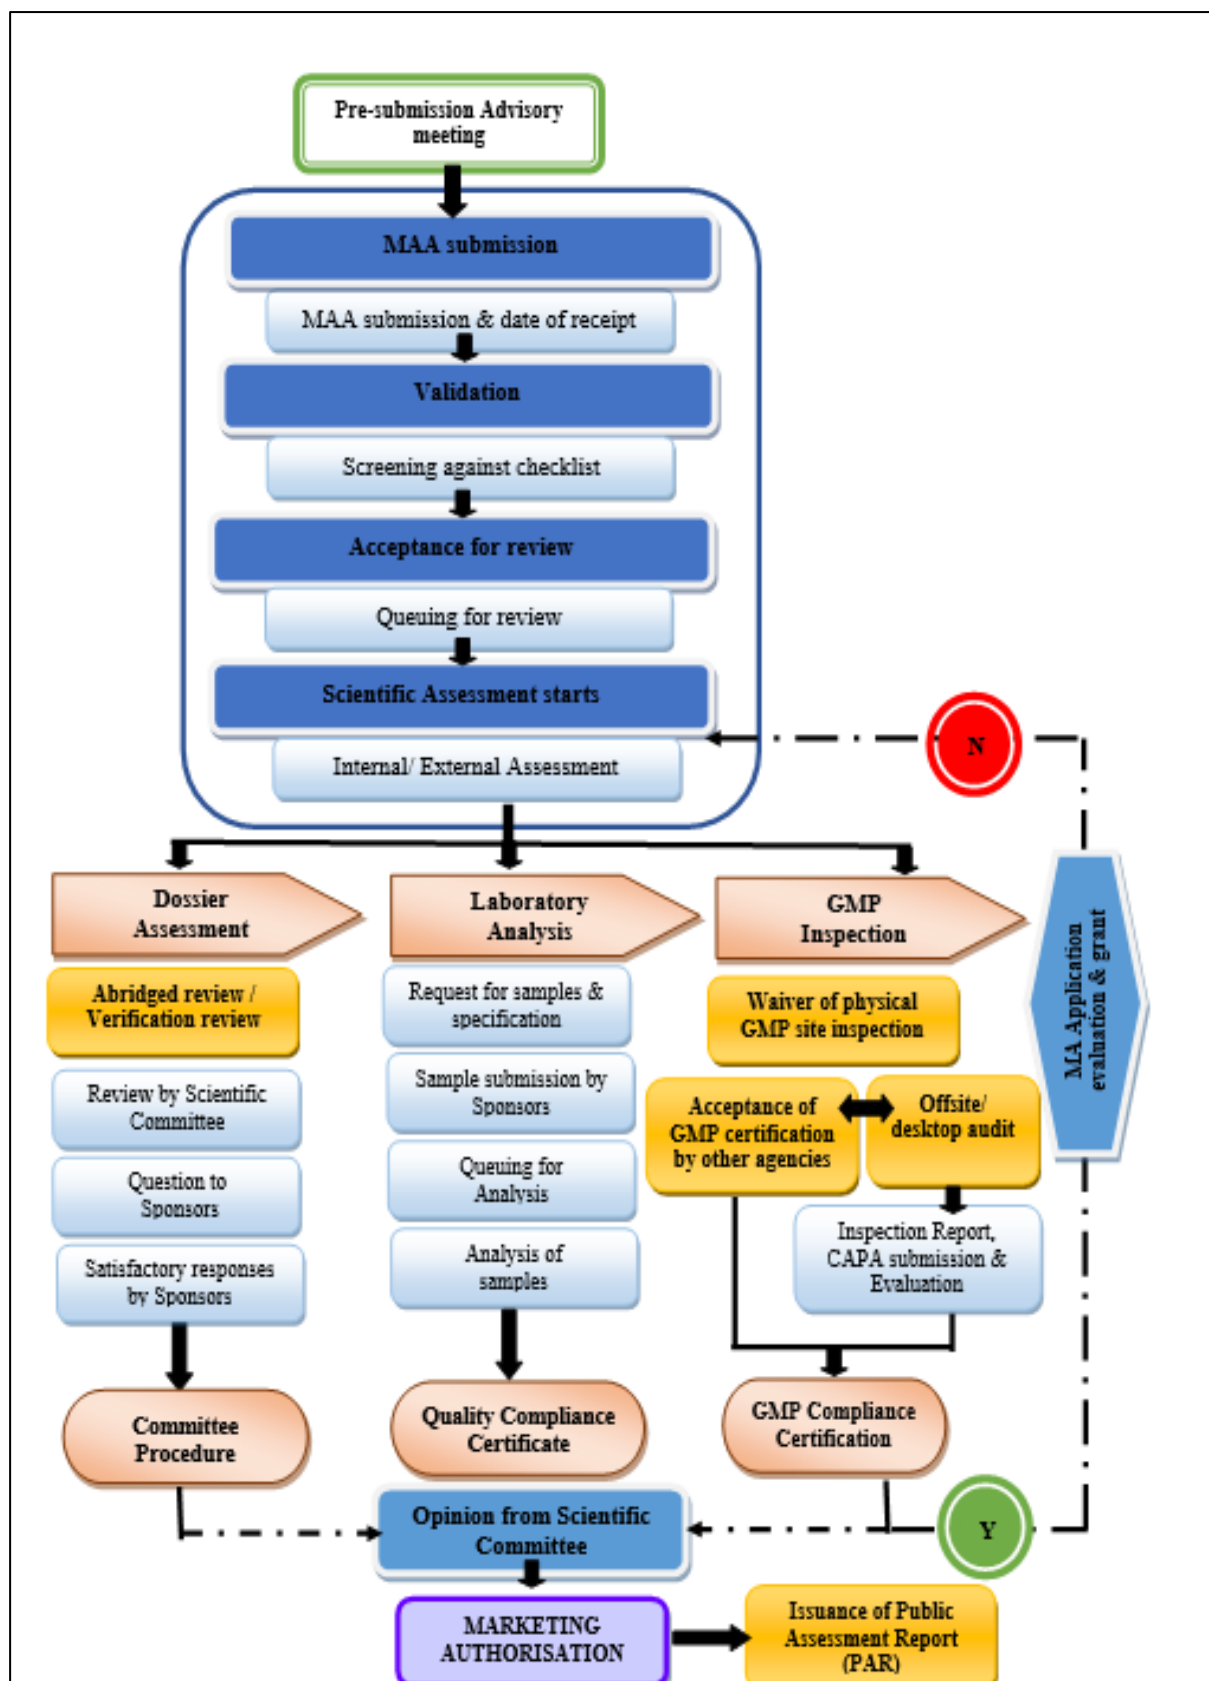 Pre-submission Advisory
meeting
MAA submission
MAA submission & date of receipt
Validation
Screening against checklist
Acceptance for review
Queuing for review
Scientific Assessment starts
Internal/ External Assessment
N
Dossier
Assessment
Abridged review /
Verification review
Review by Scientific
Committee
Question to
Sponsors
Satisfactory responses
by Sponsors
Committee
Procedure
Laboratory
Analysis
Request for samples &
specification
Sample submission by
Sponsors
Queuing for
Analysis
Analysis of
samples
Quality Compliance
Certificate
GMP
Inspection
Waiver of physical
GMP site inspection
Acceptance of
GMP certification
by other agencies
Offsite/
desktop audit
Inspection Report,
CAPA submission &
Evaluation
GMP Compliance
Certification
MA Application
evaluation & grant
Y
Opinion from Scientific
Committee
MARKETING
AUTHORISATION
Issuance of Public
Assessment Report
(PAR)